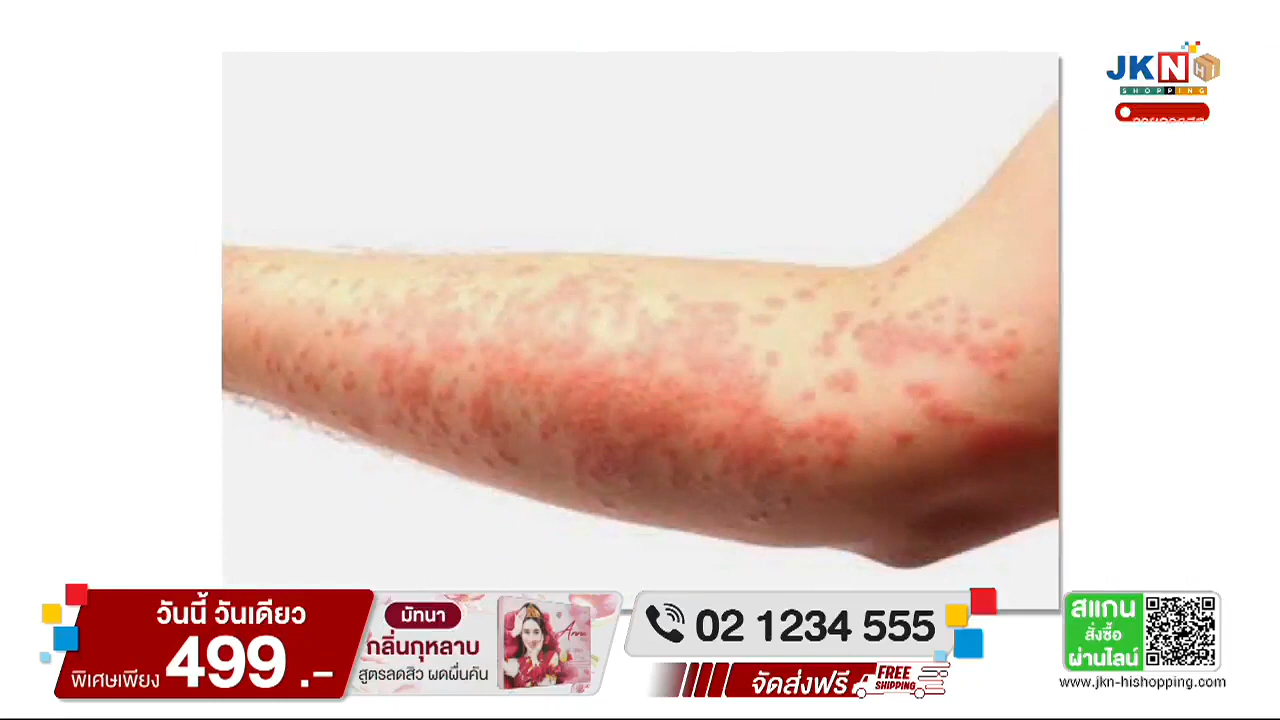 JKN Hi
SHOPPING
วันนี้ วันเดียว
พิเศษเพียง 499 .-
มัทนา
กลิ่นกุหลาบ
สูตรลดสิว ผดผื่นคัน
Anne
02 1234 555
จัดส่งฟรี
FREE
SHIPPING
สแกน
สั่งซื้อ
ผ่านไลน์
www.jkn-hishopping.com